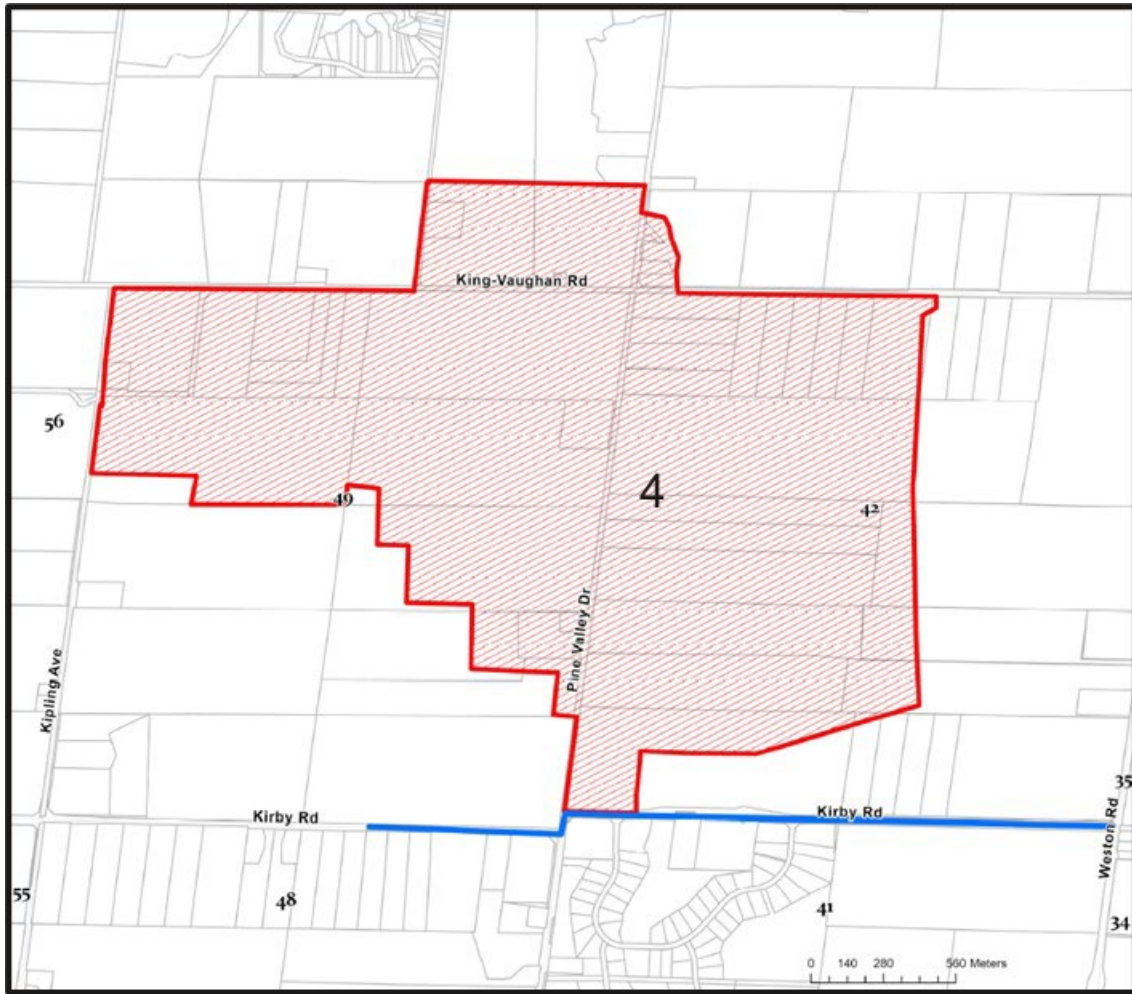 King-Vaughan Rd
56
49
4
42
Pine Valley Dr
Kipling Ave
Kirby Rd
Kirby Rd
35
Weston Rd
55
48
41
34
0 140 280 560 Meters